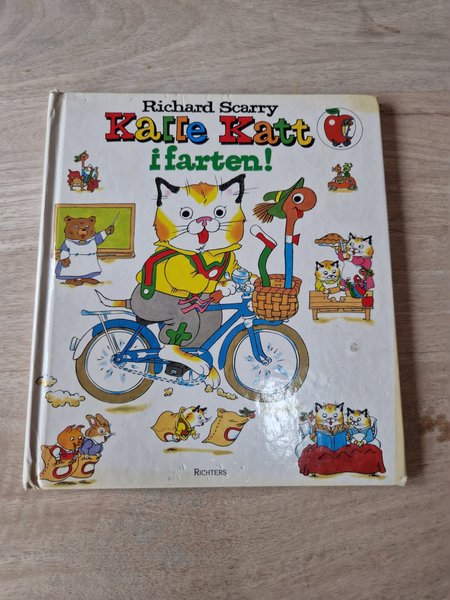 Richard Scarry
Kalle Katt
i farten!
RICHTERS